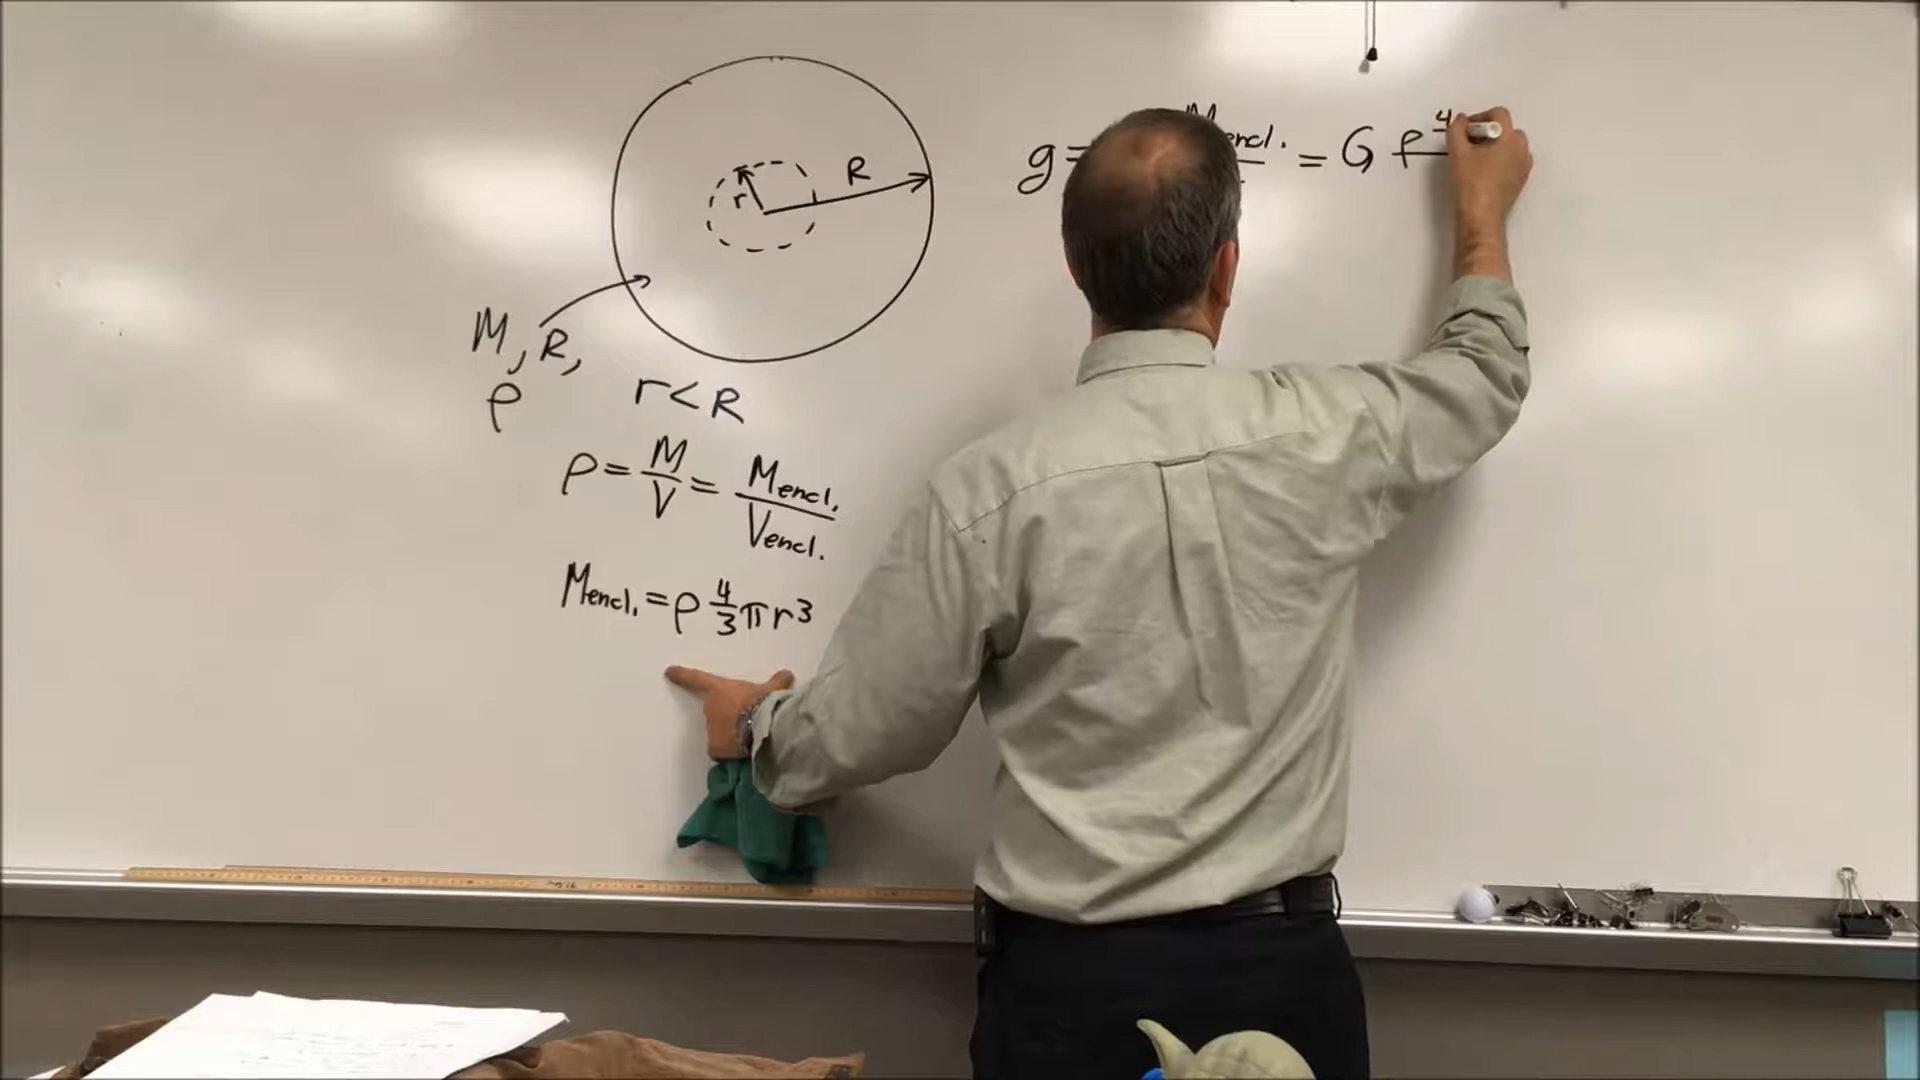 R
r
M, R,
ρ
r < R
ρ = M/V = Mencl./Vencl.
Mencl. = ρ 4/3 π r³
g = Mencl. = G ρ 4